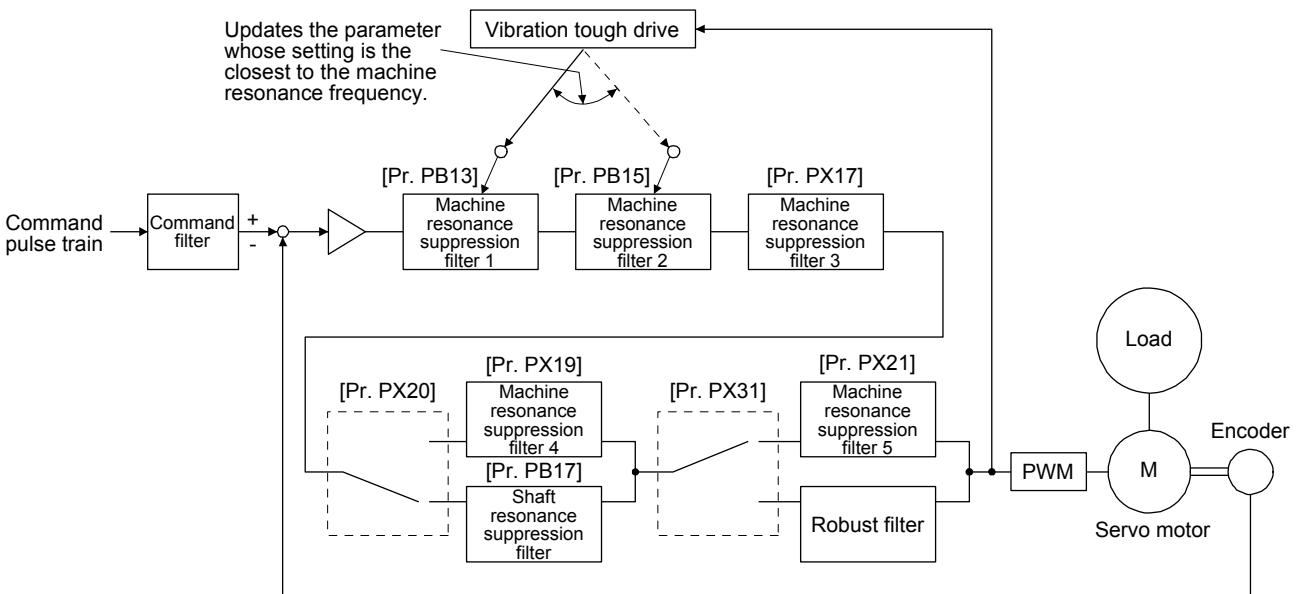 Updates the parameter
whose setting is the
closest to the machine
resonance frequency.
Vibration tough drive
[Pr. PB13]
[Pr. PB15]
[Pr. PX17]
Command
pulse train
Command
filter
+
-
Machine
resonance
suppression
filter 1
Machine
resonance
suppression
filter 2
Machine
resonance
suppression
filter 3
Load
[Pr. PX20]
[Pr. PX19]
Machine
resonance
suppression
filter 4
[Pr. PB17]
Shaft
resonance
suppression
filter
[Pr. PX31]
[Pr. PX21]
Machine
resonance
suppression
filter 5
Robust filter
PWM
M
Servo motor
Encoder